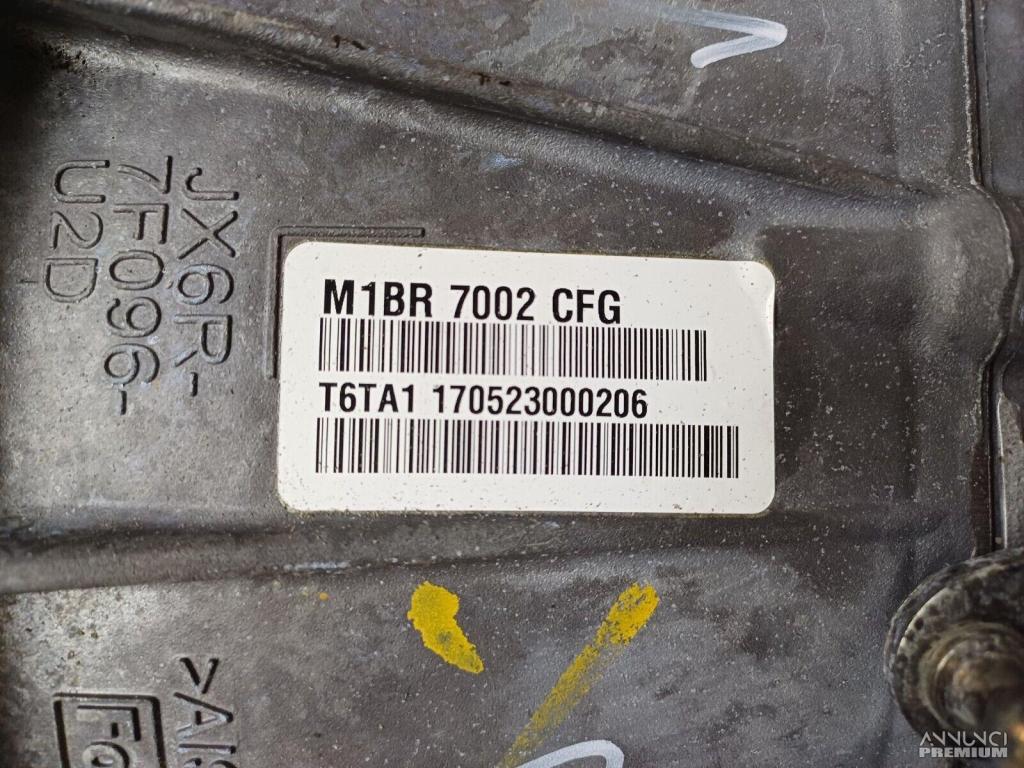 JX6R-
7F096-
U2D
M1BR 7002 CFG
T6TA1 170523000206
ANNUNCI
PREMIUM